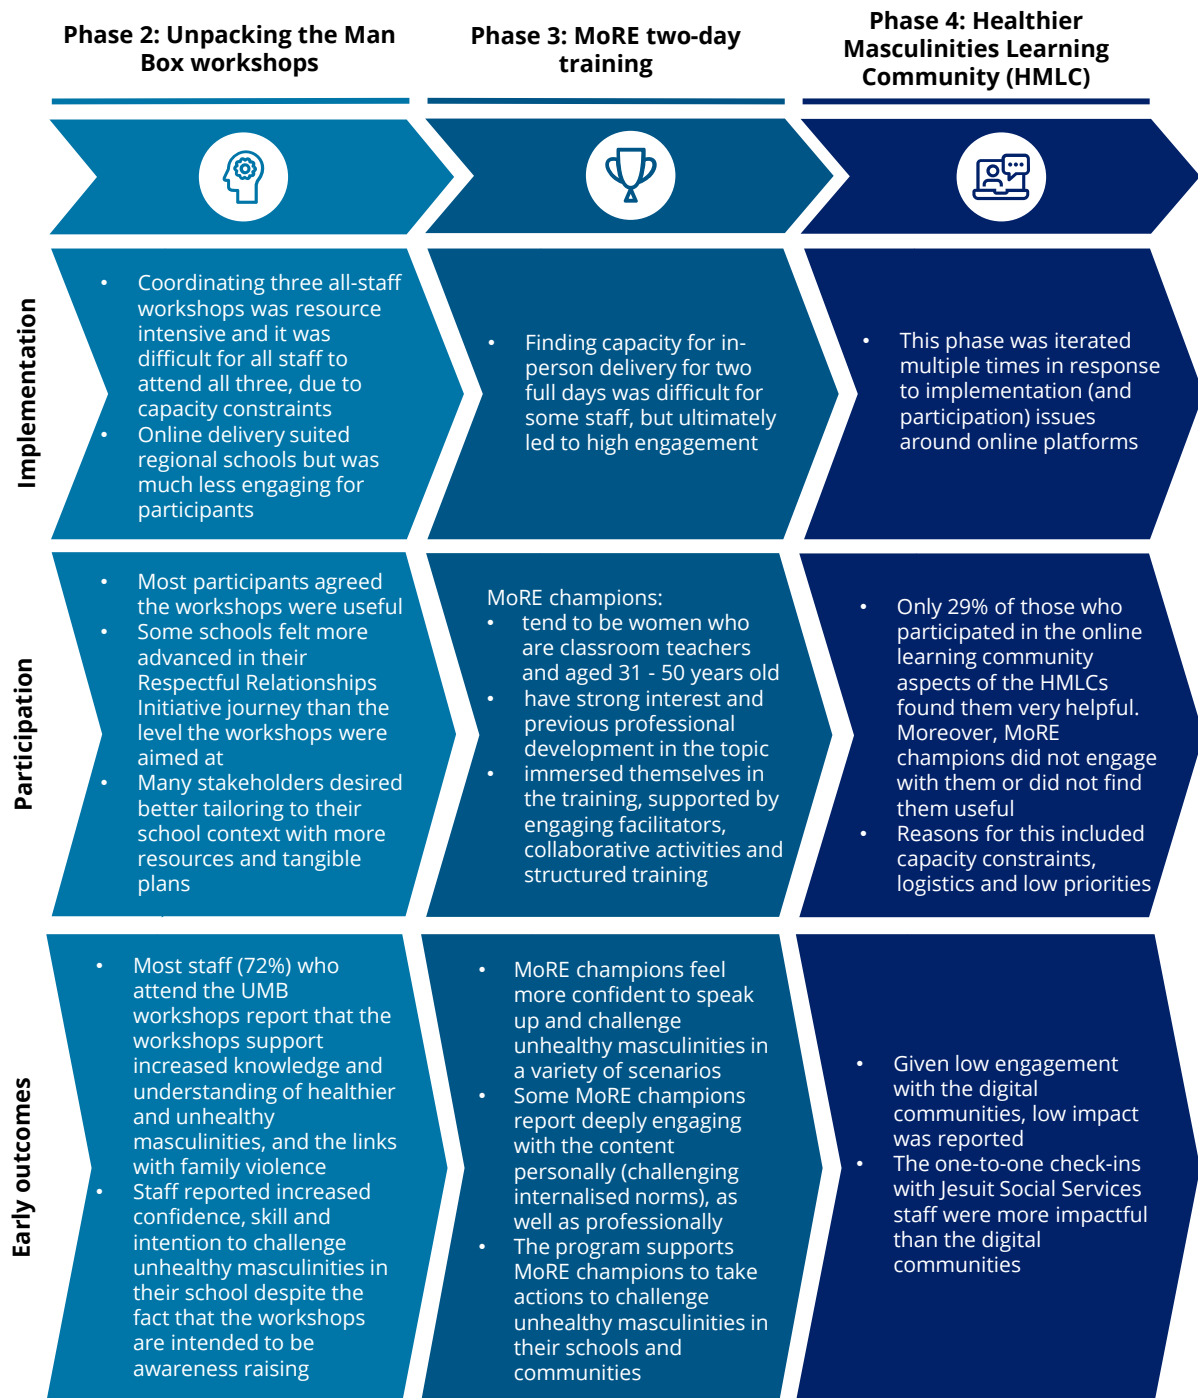 Phase 2: Unpacking the Man
Box workshops
Phase 3: MoRE two-day
training
Phase 4: Healthier
Masculinities Learning
Community (HMLC)
Implementation
• Coordinating three all-staff
workshops was resource
intensive and it was
difficult for all staff to
attend all three, due to
capacity constraints
• Online delivery suited
regional schools but was
much less engaging for
participants
• Finding capacity for in-
person delivery for two
full days was difficult for
some staff, but ultimately
led to high engagement
• This phase was iterated
multiple times in response
to implementation (and
participation) issues
around online platforms
Participation
• Most participants agreed
the workshops were useful
• Some schools felt more
advanced in their
Respectful Relationships
Initiative journey than the
level the workshops were
aimed at
• Many stakeholders desired
better tailoring to their
school context with more
resources and tangible
plans
MoRE champions:
• tend to be women who
are classroom teachers
and aged 31 - 50 years old
• have strong interest and
previous professional
development in the topic
• immersed themselves in
the training, supported by
engaging facilitators,
collaborative activities and
structured training
• Only 29% of those who
participated in the online
learning community
aspects of the HMLCs
found them very helpful.
Moreover, MoRE
champions did not engage
with them or did not find
them useful
• Reasons for this included
capacity constraints,
logistics and low priorities
Early outcomes
• Most staff (72%) who
attend the UMB
workshops report that the
workshops support
increased knowledge and
understanding of healthier
and unhealthy
masculinities, and the links
with family violence
• Staff reported increased
confidence, skill and
intention to challenge
unhealthy masculinities in
their school despite the
fact that the workshops
are intended to be
awareness raising
• MoRE champions feel
more confident to speak
up and challenge
unhealthy masculinities in
a variety of scenarios
• Some MoRE champions
report deeply engaging
with the content
personally (challenging
internalised norms), as
well as professionally
• The program supports
MoRE champions to take
actions to challenge
unhealthy masculinities in
their schools and
communities
• Given low engagement
with the digital
communities, low impact
was reported
• The one-to-one check-ins
with Jesuit Social Services
staff were more impactful
than the digital
communities